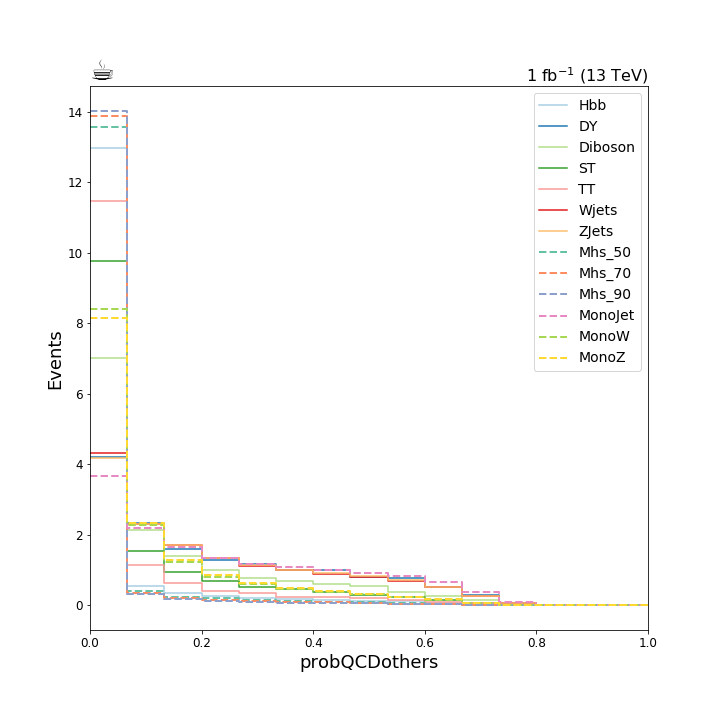 ☕
1 fb⁻¹ (13 TeV)
Hbb
DY
Diboson
ST
TT
Wjets
ZJets
Mhs_50
Mhs_70
Mhs_90
MonoJet
MonoW
MonoZ
14
12
10
8
6
4
2
0
Events
0.0 0.2 0.4 0.6 0.8 1.0
probQCDothers